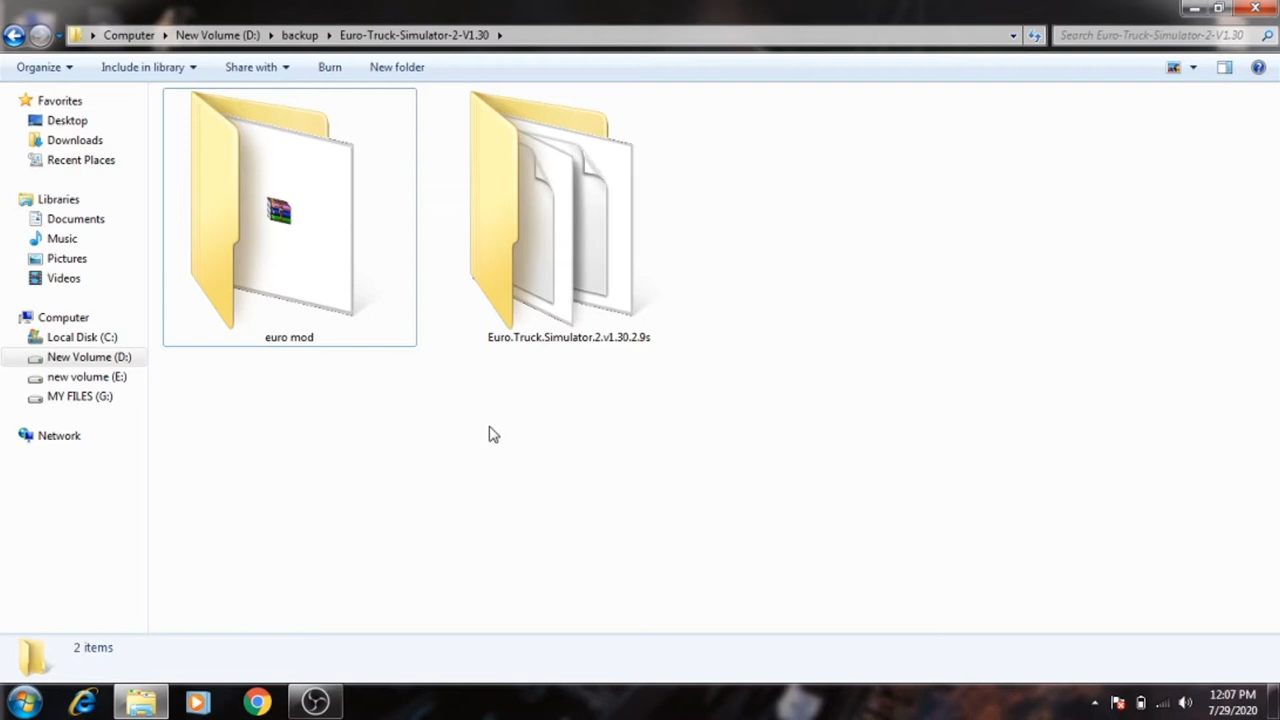 Computer
New Volume (D:)
backup
Euro-Truck-Simulator-2-V1.30
Search Euro-Truck-Simulator-2-V1.30
Organize
Include in library
Share with
Burn
New folder
Favorites
Desktop
Downloads
Recent Places
Libraries
Documents
Music
Pictures
Videos
Computer
Local Disk (C:)
New Volume (D:)
new volume (E:)
MY FILES (G:)
Network
euro mod
Euro.Truck.Simulator.2.v1.30.2.9s
2 items
12:07 PM
7/29/2020